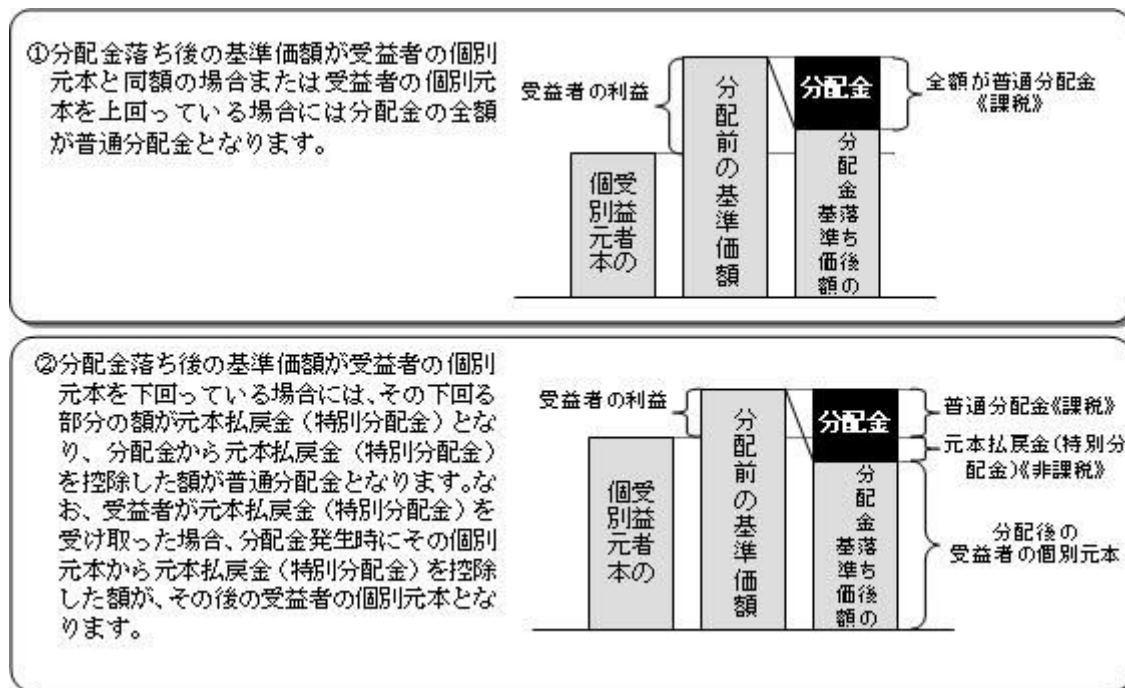 ①分配金落ち後の基準価額が受益者の個別
元本と同額の場合または受益者の個別元
本を上回っている場合には分配金の全額
が普通分配金となります。
受益者の利益
受益者の
個別元本
分配前の基準価額
分配金
分配金落ち後の
基準価額
全額が普通分配金
《課税》
②分配金落ち後の基準価額が受益者の個別
元本を下回っている場合には、その下回る
部分の額が元本払戻金(特別分配金)とな
り、分配金から元本払戻金(特別分配金)
を控除した額が普通分配金となります。な
お、受益者が元本払戻金(特別分配金)を
受け取った場合、分配金発生時にその個別
元本から元本払戻金(特別分配金)を控除
した額が、その後の受益者の個別元本とな
ります。
受益者の利益
受益者の
個別元本
分配前の基準価額
分配金
分配金落ち後の
基準価額
普通分配金《課税》
元本払戻金(特別分
配金)《非課税》
分配後の
受益者の個別元本